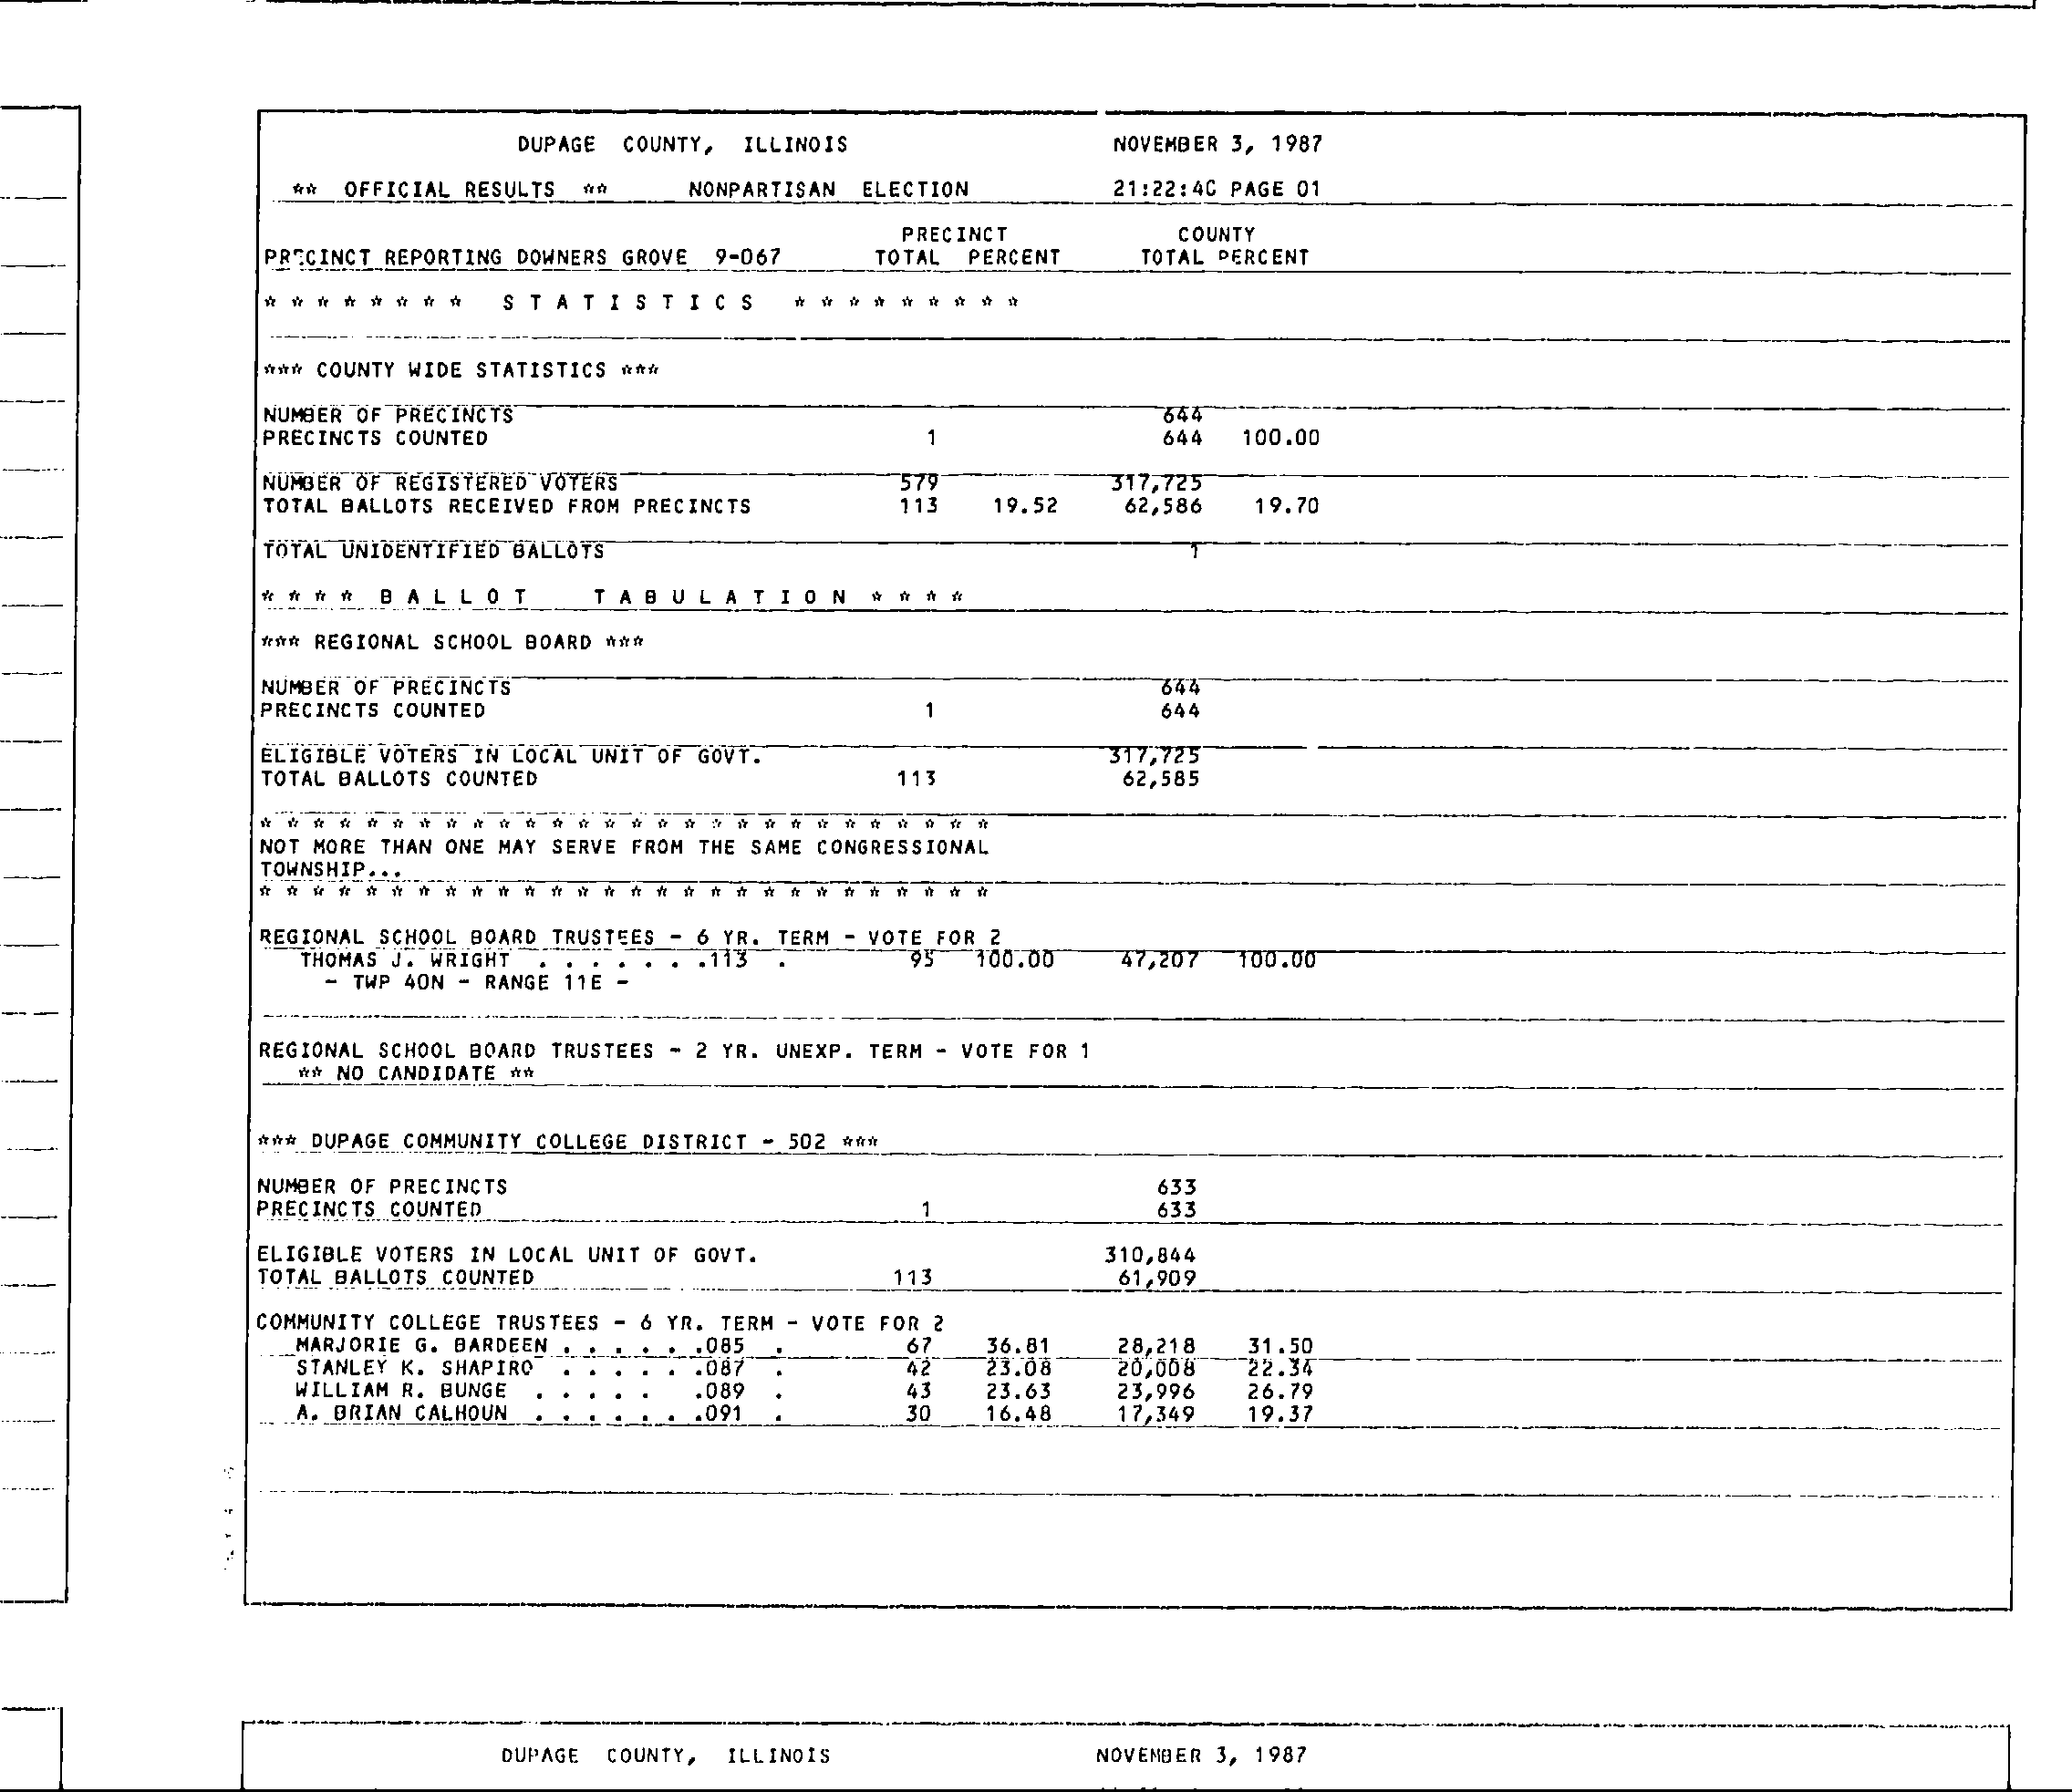 DUPAGE COUNTY, ILLINOIS NOVEMBER 3, 1987
** OFFICIAL RESULTS ** NONPARTISAN ELECTION 21:22:40 PAGE 01
PRECINCT COUNTY
PRECINCT REPORTING DOWNERS GROVE 9-067 TOTAL PERCENT TOTAL PERCENT
* * * * * * * * S T A T I S T I C S * * * * * * * * *
*** COUNTY WIDE STATISTICS ***
NUMBER OF PRECINCTS 644
PRECINCTS COUNTED 1 644 100.00
NUMBER OF REGISTERED VOTERS 579 317,725
TOTAL BALLOTS RECEIVED FROM PRECINCTS 113 19.52 62,586 19.70
TOTAL UNIDENTIFIED BALLOTS 1
* * * * B A L L O T T A B U L A T I O N * * * *
*** REGIONAL SCHOOL BOARD ***
NUMBER OF PRECINCTS 644
PRECINCTS COUNTED 1 644
ELIGIBLE VOTERS IN LOCAL UNIT OF GOVT. 317,725
TOTAL BALLOTS COUNTED 113 62,585
* * * * * * * * * * * * * * * * * * * * * * * * * * * *
NOT MORE THAN ONE MAY SERVE FROM THE SAME CONGRESSIONAL
TOWNSHIP...
* * * * * * * * * * * * * * * * * * * * * * * * * * * *
REGIONAL SCHOOL BOARD TRUSTEES - 6 YR. TERM - VOTE FOR 2
THOMAS J. WRIGHT . . . . . . .113 . 95 100.00 47,207 100.00
- TWP 40N - RANGE 11E -
REGIONAL SCHOOL BOARD TRUSTEES - 2 YR. UNEXP. TERM - VOTE FOR 1
** NO CANDIDATE **
*** DUPAGE COMMUNITY COLLEGE DISTRICT - 502 ***
NUMBER OF PRECINCTS 633
PRECINCTS COUNTED 1 633
ELIGIBLE VOTERS IN LOCAL UNIT OF GOVT. 310,844
TOTAL BALLOTS COUNTED 113 61,909
COMMUNITY COLLEGE TRUSTEES - 6 YR. TERM - VOTE FOR 2
MARJORIE G. BARDEEN . . . . . .085 . 67 36.81 28,218 31.50
STANLEY K. SHAPIRO . . . . . .087 . 42 23.08 20,008 22.34
WILLIAM R. BUNGE . . . . . .089 . 43 23.63 23,996 26.79
A. BRIAN CALHOUN . . . . . . .091 . 30 16.48 17,349 19.37
DUPAGE COUNTY, ILLINOIS NOVEMBER 3, 1987